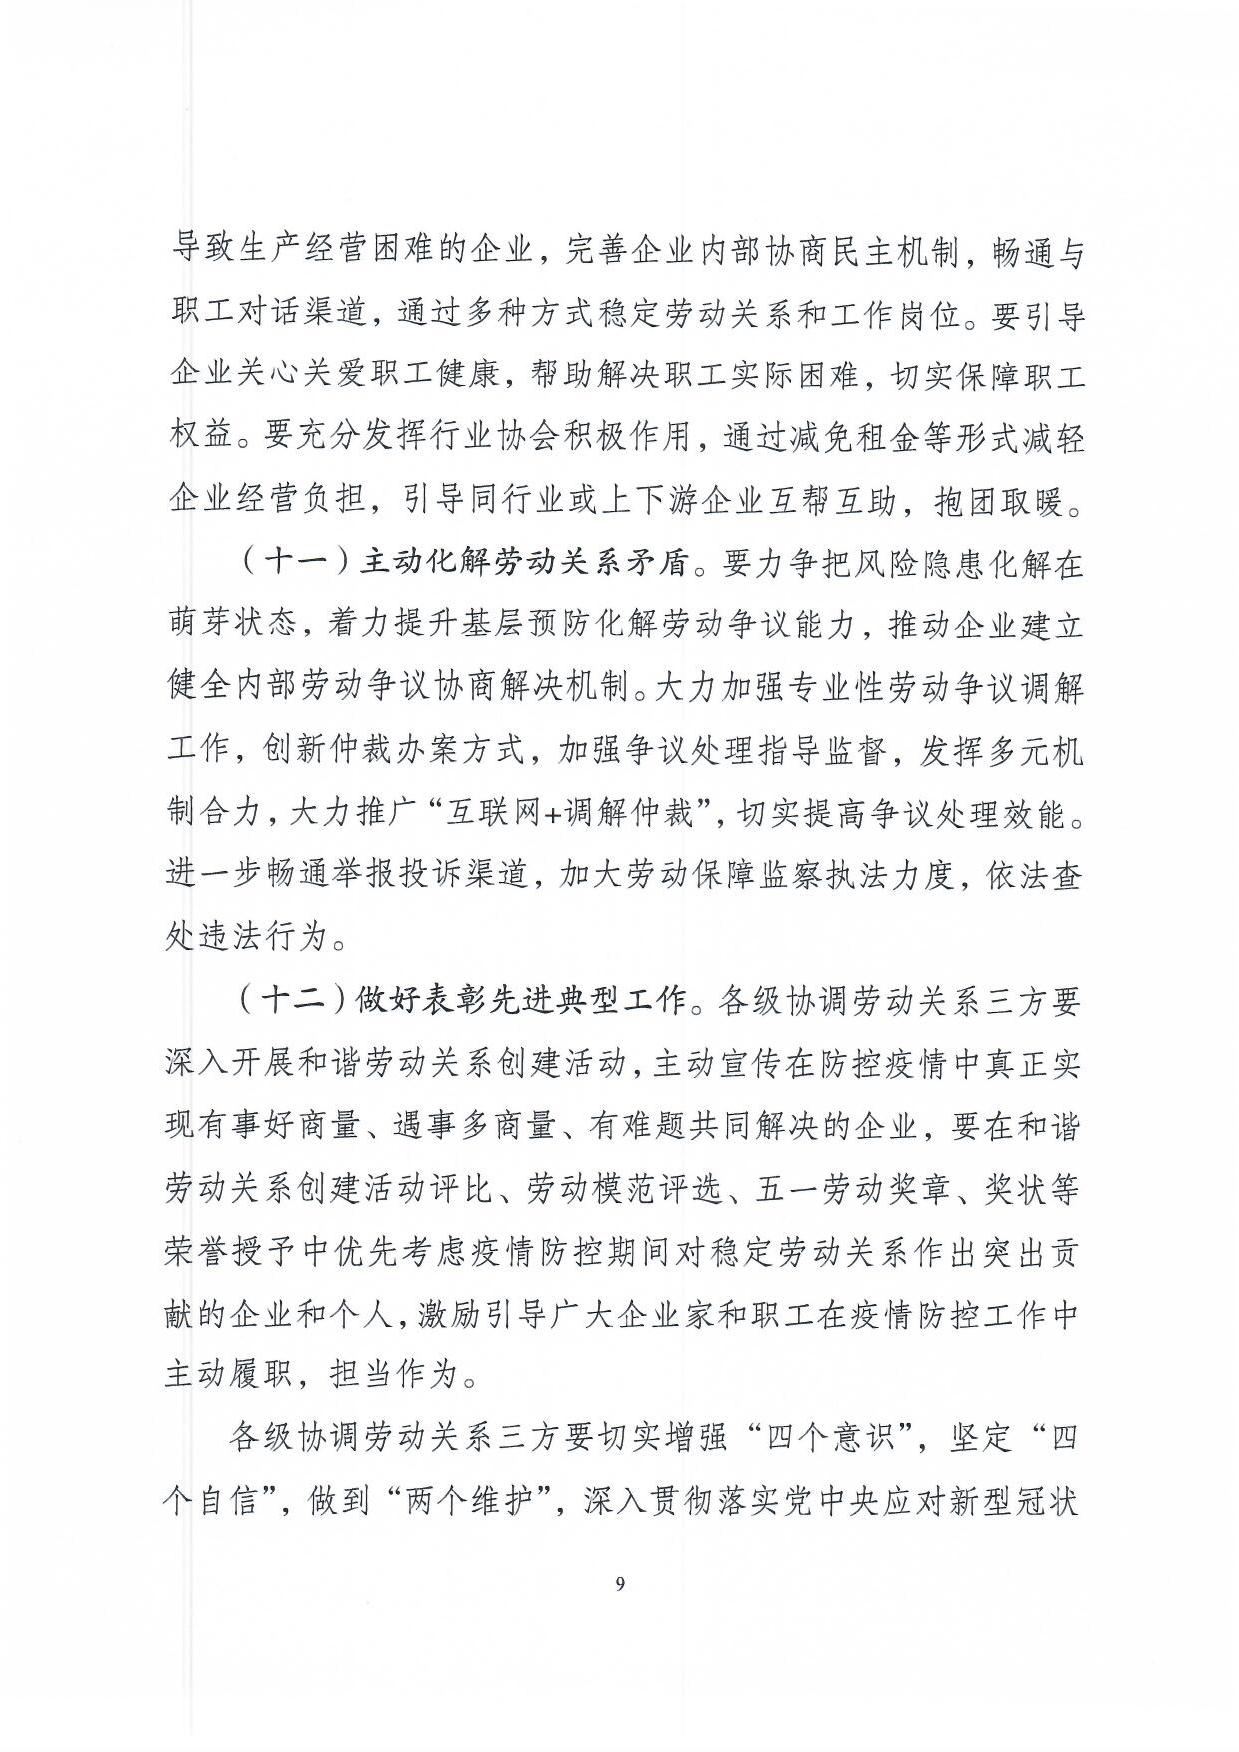 导致生产经营困难的企业，完善企业内部协商民主机制，畅通与
职工对话渠道，通过多种方式稳定劳动关系和工作岗位。要引导
企业关心关爱职工健康，帮助解决职工实际困难，切实保障职工
权益。要充分发挥行业协会积极作用，通过减免租金等形式减轻
企业经营负担，引导同行业或上下游企业互帮互助，抱团取暖。
（十一）主动化解劳动关系矛盾。要力争把风险隐患化解在
萌芽状态，着力提升基层预防化解劳动争议能力，推动企业建立
健全内部劳动争议协商解决机制。大力加强专业性劳动争议调解
工作，创新仲裁办案方式，加强争议处理指导监督，发挥多元机
制合力，大力推广“互联网+调解仲裁”，切实提高争议处理效能。
进一步畅通举报投诉渠道，加大劳动保障监察执法力度，依法查
处违法行为。
（十二）做好表彰先进典型工作。各级协调劳动关系三方要
深入开展和谐劳动关系创建活动，主动宣传在防控疫情中真正实
现有事好商量、遇事多商量、有难题共同解决的企业，要在和谐
劳动关系创建活动评比、劳动模范评选、五一劳动奖章、奖状等
荣誉授予中优先考虑疫情防控期间对稳定劳动关系作出突出贡
献的企业和个人，激励引导广大企业家和职工在疫情防控工作中
主动履职，担当作为。
各级协调劳动关系三方要切实增强“四个意识”，坚定“四
个自信”，做到“两个维护”，深入贯彻落实党中央应对新型冠状
9